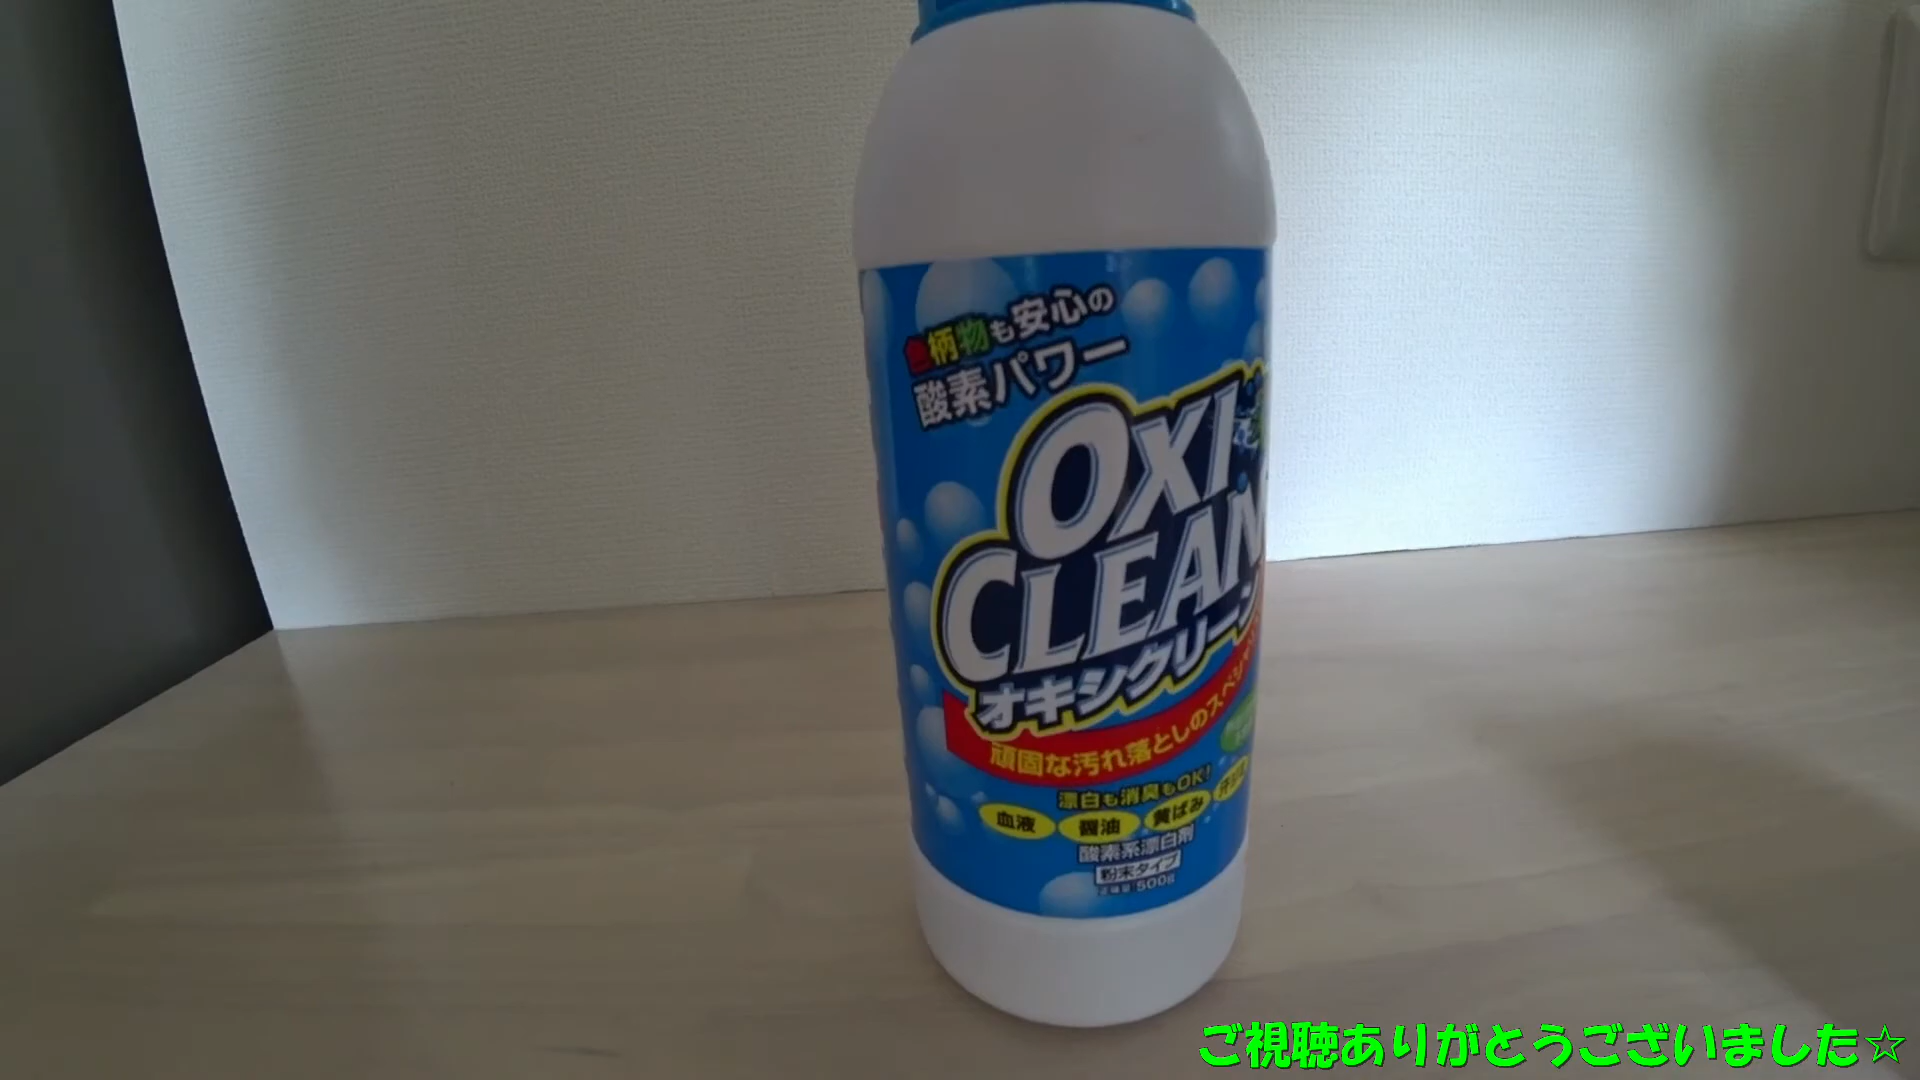 色柄物も安心の
酸素パワー
OXI
CLEAN
オキシクリーン
頑固な汚れ落としのスペシャ
漂白も消臭もOK!
血液 醤油 黄ばみ
酸素系漂白剤
粉末タイプ
正味量 500g
ご視聴ありがとうございました☆